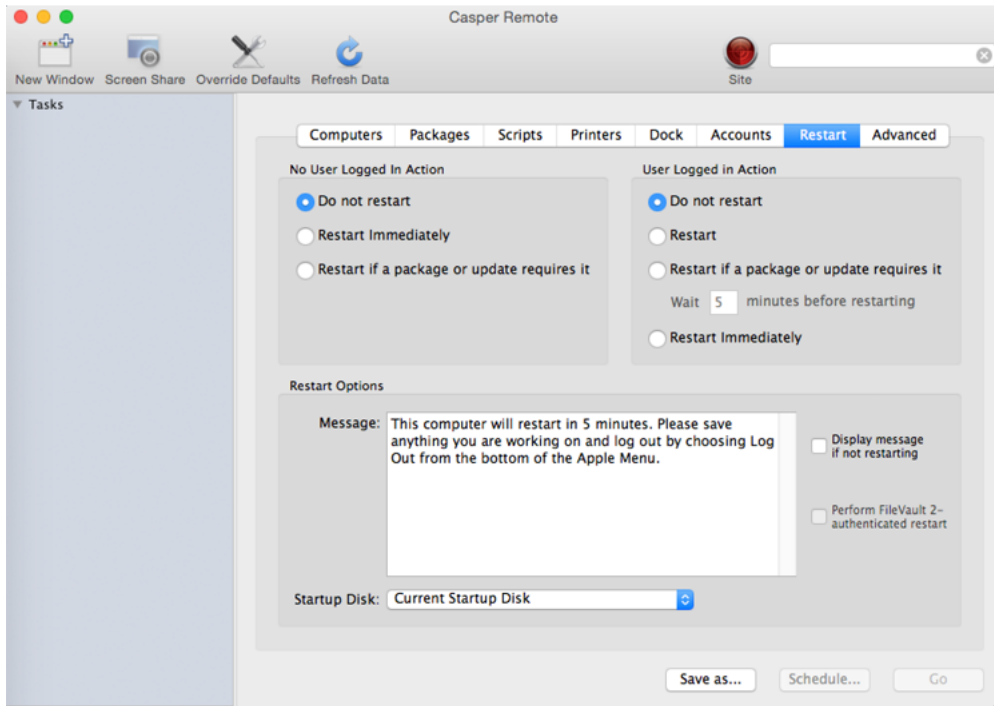 Casper Remote
New Window Screen Share Override Defaults Refresh Data Site
Tasks
Computers Packages Scripts Printers Dock Accounts Restart Advanced
No User Logged In Action
Do not restart
Restart Immediately
Restart if a package or update requires it
User Logged in Action
Do not restart
Restart
Restart if a package or update requires it
Wait 5 minutes before restarting
Restart Immediately
Restart Options
Message:
This computer will restart in 5 minutes. Please save
anything you are working on and log out by choosing Log
Out from the bottom of the Apple Menu.
Display message
if not restarting
Perform FileVault 2-
authenticated restart
Startup Disk: Current Startup Disk
Save as... Schedule... Go